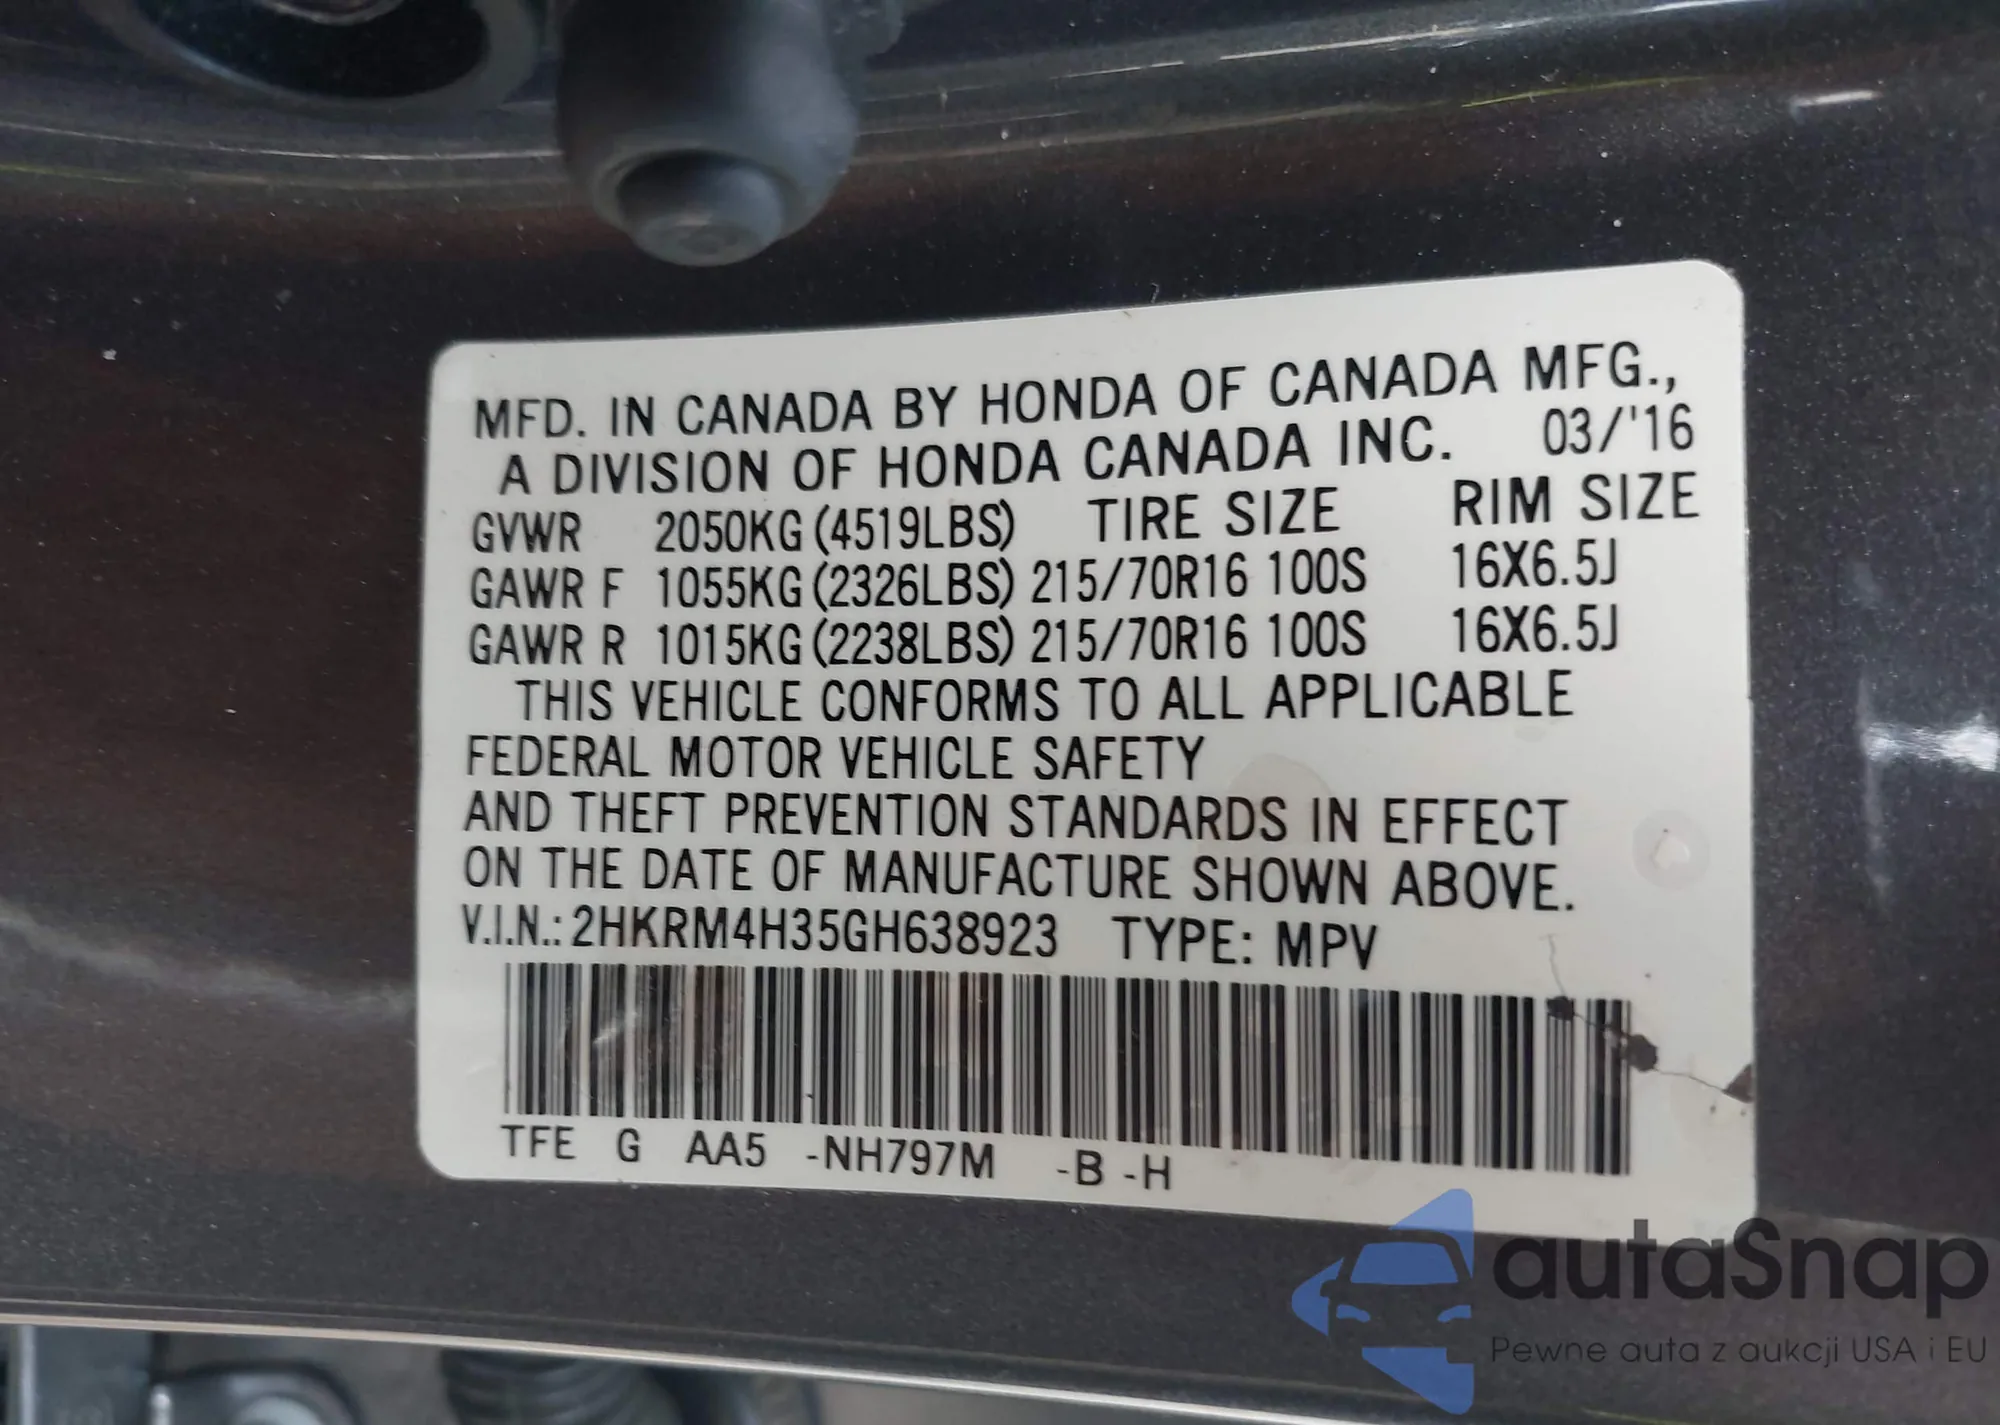 MFD. IN CANADA BY HONDA OF CANADA MFG.,
A DIVISION OF HONDA CANADA INC. 03/'16
GVWR 2050KG (4519LBS) TIRE SIZE RIM SIZE
GAWR F 1055KG (2326LBS) 215/70R16 100S 16X6.5J
GAWR R 1015KG (2238LBS) 215/70R16 100S 16X6.5J
THIS VEHICLE CONFORMS TO ALL APPLICABLE
FEDERAL MOTOR VEHICLE SAFETY
AND THEFT PREVENTION STANDARDS IN EFFECT
ON THE DATE OF MANUFACTURE SHOWN ABOVE.
V.I.N.: 2HKRM4H35GH638923 TYPE: MPV
TFE G AA5 -NH797M -B -H
autaSnap
Pewne auta z aukcji USA i EU